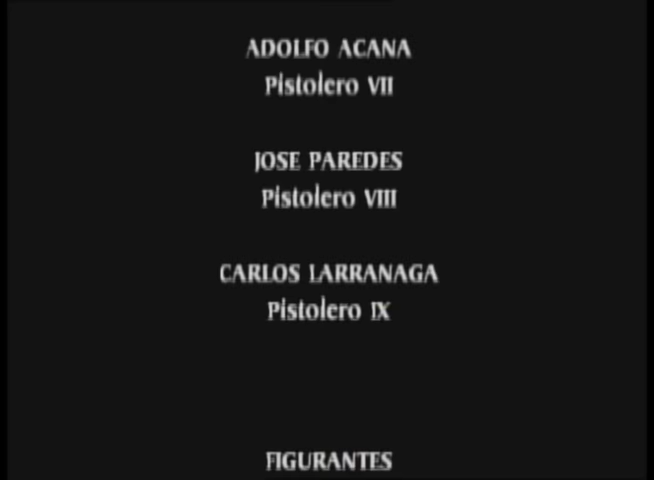 ADOLFO ACANA
Pistolero VII
JOSE PAREDES
Pistolero VIII
CARLOS LARRANAGA
Pistolero IX
FIGURANTES